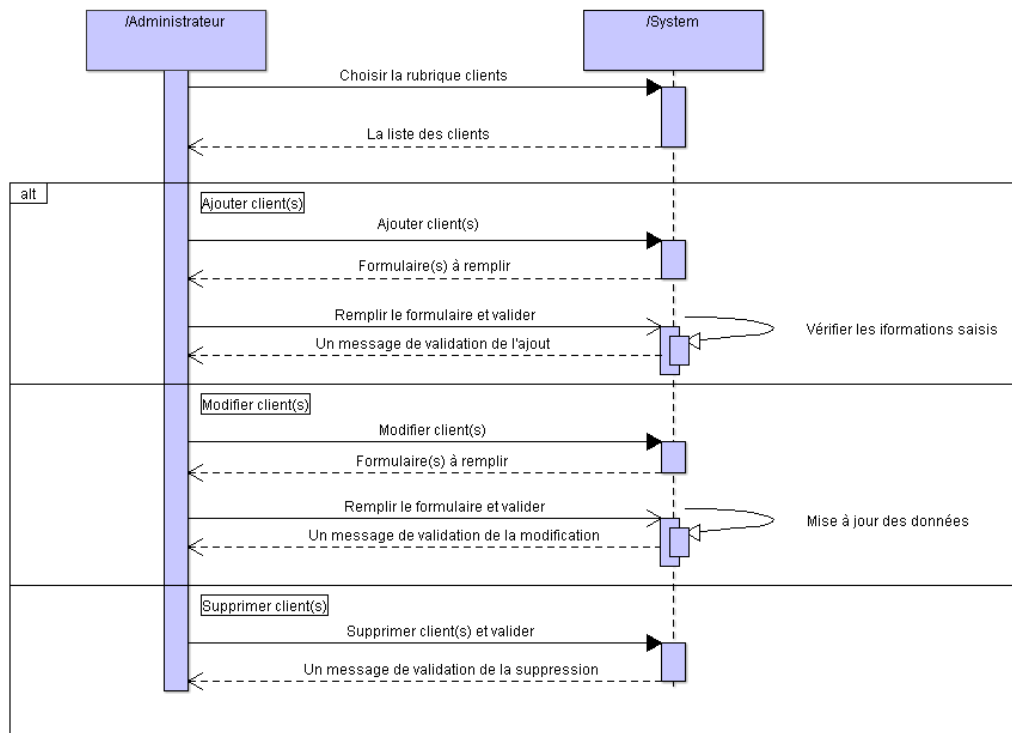 /Administrateur
/System
Choisir la rubrique clients
La liste des clients
alt
Ajouter client(s)
Ajouter client(s)
Formulaire(s) à remplir
Remplir le formulaire et valider
Vérifier les iformations saisis
Un message de validation de l'ajout
Modifier client(s)
Modifier client(s)
Formulaire(s) à remplir
Remplir le formulaire et valider
Mise à jour des données
Un message de validation de la modification
Supprimer client(s)
Supprimer client(s) et valider
Un message de validation de la suppression